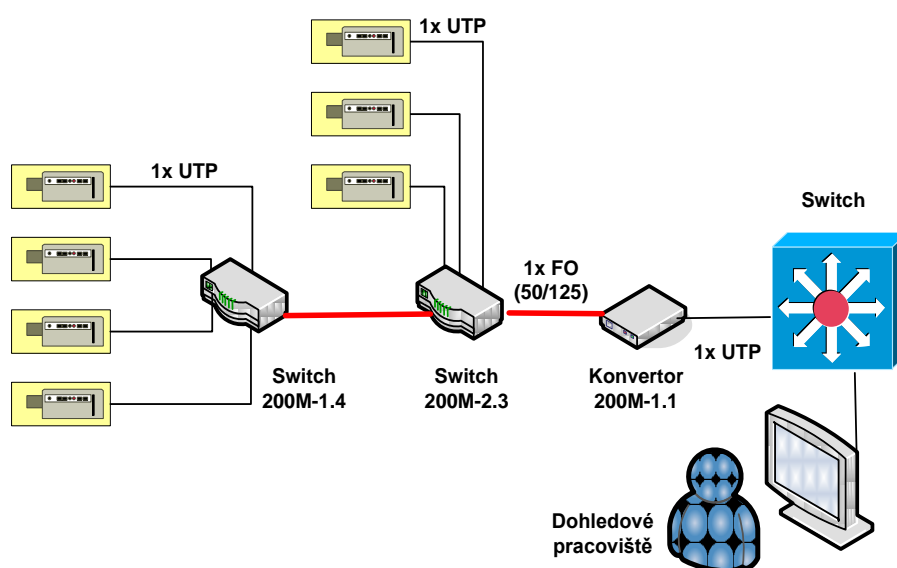 1x UTP
1x UTP
Switch
1x FO
(50/125)
1x UTP
Switch
200M-1.4
Switch
200M-2.3
Konvertor
200M-1.1
Dohledové
pracoviště